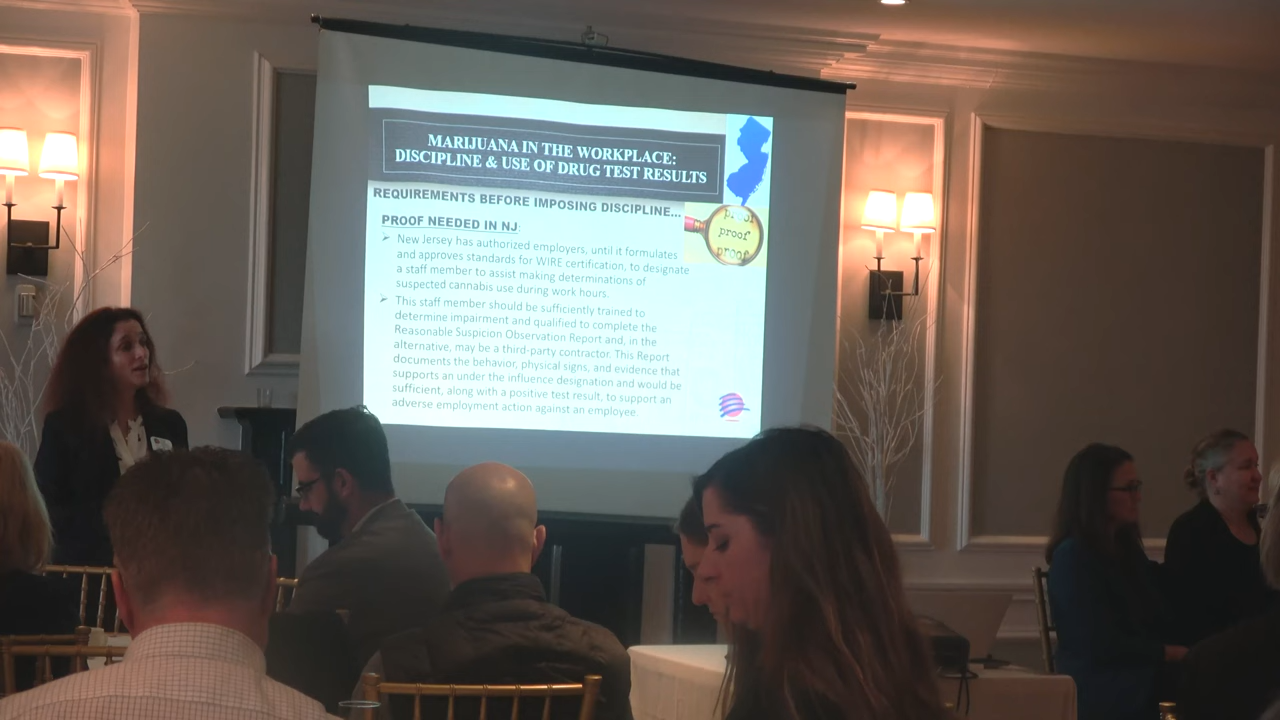 MARIJUANA IN THE WORKPLACE:
DISCIPLINE & USE OF DRUG TEST RESULTS
REQUIREMENTS BEFORE IMPOSING DISCIPLINE...
PROOF NEEDED IN NJ:
New Jersey has authorized employers, until it formulates
and approves standards for WIRE certification, to designate
a staff member to assist making determinations of
suspected cannabis use during work hours.
This staff member should be sufficiently trained to
determine impairment and qualified to complete the
Reasonable Suspicion Observation Report and, in the
alternative, may be a third-party contractor. This Report
documents the behavior, physical signs, and evidence that
supports an under the influence designation and would be
sufficient, along with a positive test result, to support an
adverse employment action against an employee.
proof
proof
proof